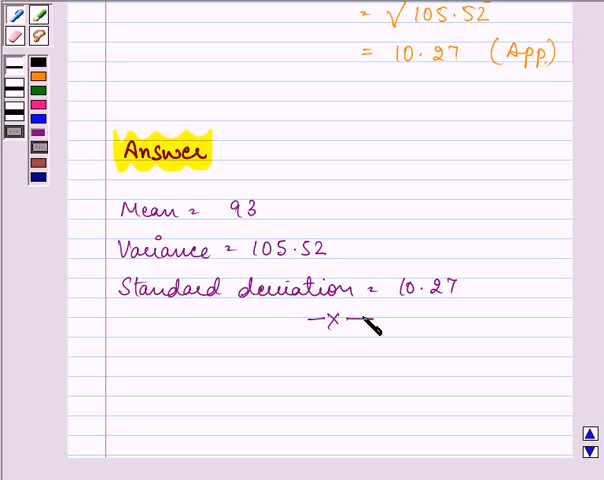 = √105.52
= 10.27 (App)
Answer
Mean = 93
Variance = 105.52
Standard deviation = 10.27
—x—